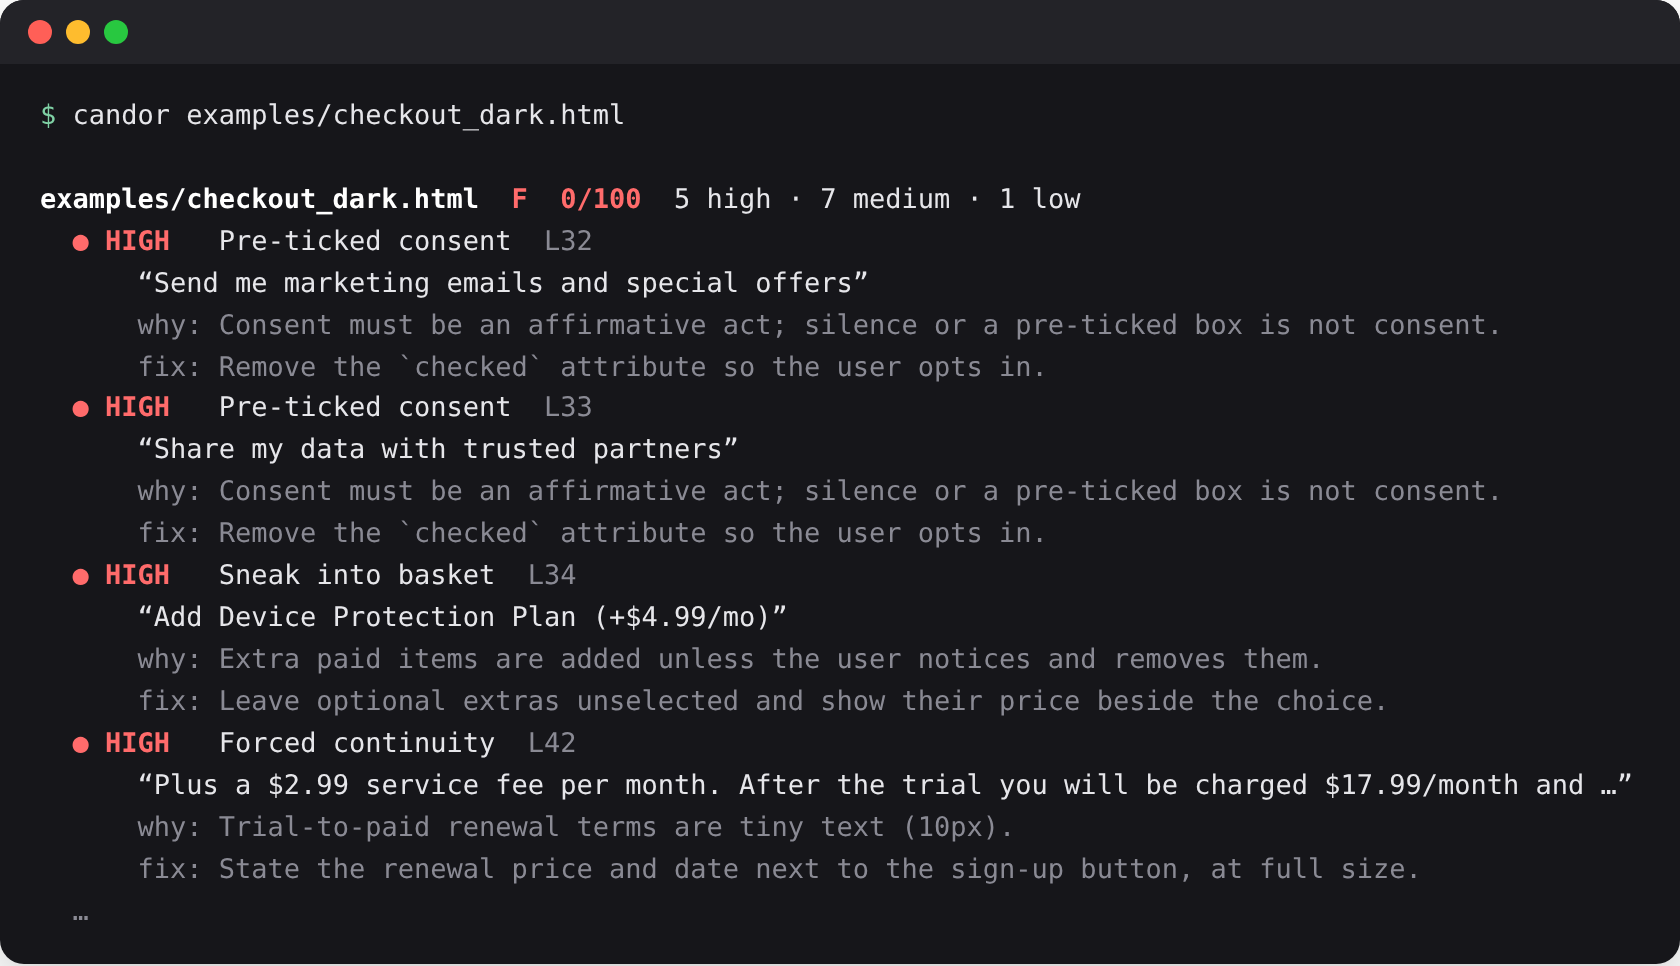 $ candor examples/checkout_dark.html
examples/checkout_dark.html F 0/100 5 high · 7 medium · 1 low
● HIGH Pre-ticked consent L32
“Send me marketing emails and special offers”
why: Consent must be an affirmative act; silence or a pre-ticked box is not consent.
fix: Remove the `checked` attribute so the user opts in.
● HIGH Pre-ticked consent L33
“Share my data with trusted partners”
why: Consent must be an affirmative act; silence or a pre-ticked box is not consent.
fix: Remove the `checked` attribute so the user opts in.
● HIGH Sneak into basket L34
“Add Device Protection Plan (+$4.99/mo)”
why: Extra paid items are added unless the user notices and removes them.
fix: Leave optional extras unselected and show their price beside the choice.
● HIGH Forced continuity L42
“Plus a $2.99 service fee per month. After the trial you will be charged $17.99/month and …”
why: Trial-to-paid renewal terms are tiny text (10px).
fix: State the renewal price and date next to the sign-up button, at full size.
…